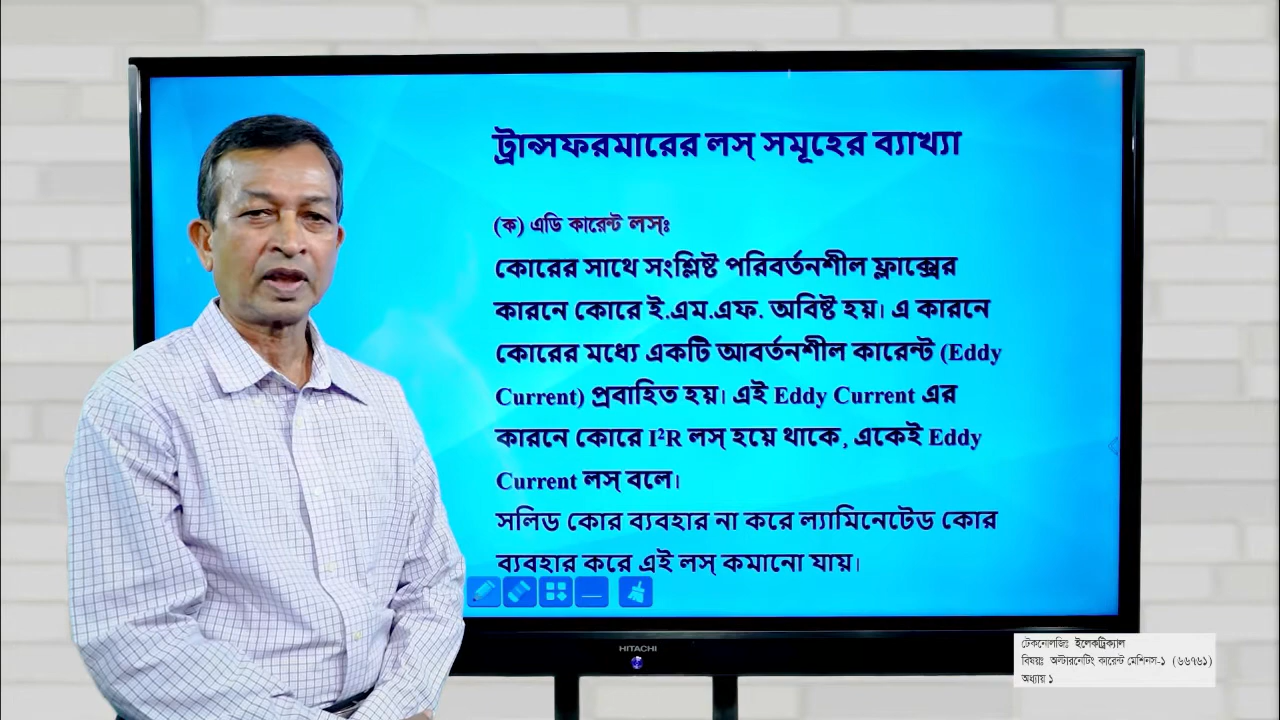 ট্রান্সফরমারের লস্ সমূহের ব্যাখ্যা
(ক) এডি কারেন্ট লস্ঃ
কোরের সাথে সংশ্লিষ্ট পরিবর্তনশীল ফ্লাক্সের
কারনে কোরে ই.এম.এফ. অবিষ্ট হয়। এ কারনে
কোরের মধ্যে একটি আবর্তনশীল কারেন্ট (Eddy
Current) প্রবাহিত হয়। এই Eddy Current এর
কারনে কোরে I²R লস্ হয়ে থাকে, একেই Eddy
Current লস্ বলে।
সলিড কোর ব্যবহার না করে ল্যামিনেটেড কোর
ব্যবহার করে এই লস্ কমানো যায়।
HITACHI
টেকনোলজিঃ ইলেকট্রিক্যাল
বিষয়ঃ অল্টারনেটিং কারেন্ট মেশিনস-১ (৬৬৭৬১)
অধ্যায় ১